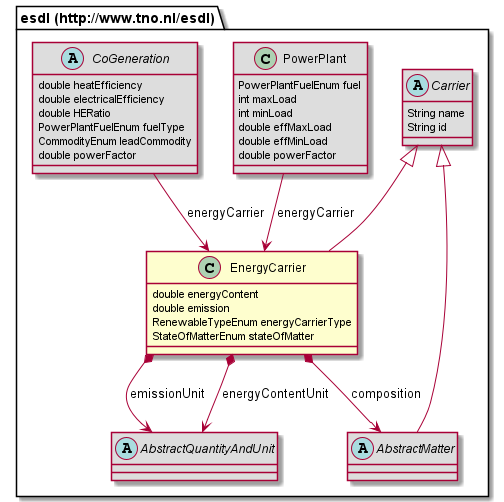 esdl (http://www.tno.nl/esdl)
A CoGeneration
double heatEfficiency
double electricalEfficiency
double HERatio
PowerPlantFuelEnum fuelType
CommodityEnum leadCommodity
double powerFactor
C PowerPlant
PowerPlantFuelEnum fuel
int maxLoad
int minLoad
double effMaxLoad
double effMinLoad
double powerFactor
A Carrier
String name
String id
energyCarrier
energyCarrier
C EnergyCarrier
double energyContent
double emission
RenewableTypeEnum energyCarrierType
StateOfMatterEnum stateOfMatter
emissionUnit
energyContentUnit
composition
A AbstractQuantityAndUnit
A AbstractMatter